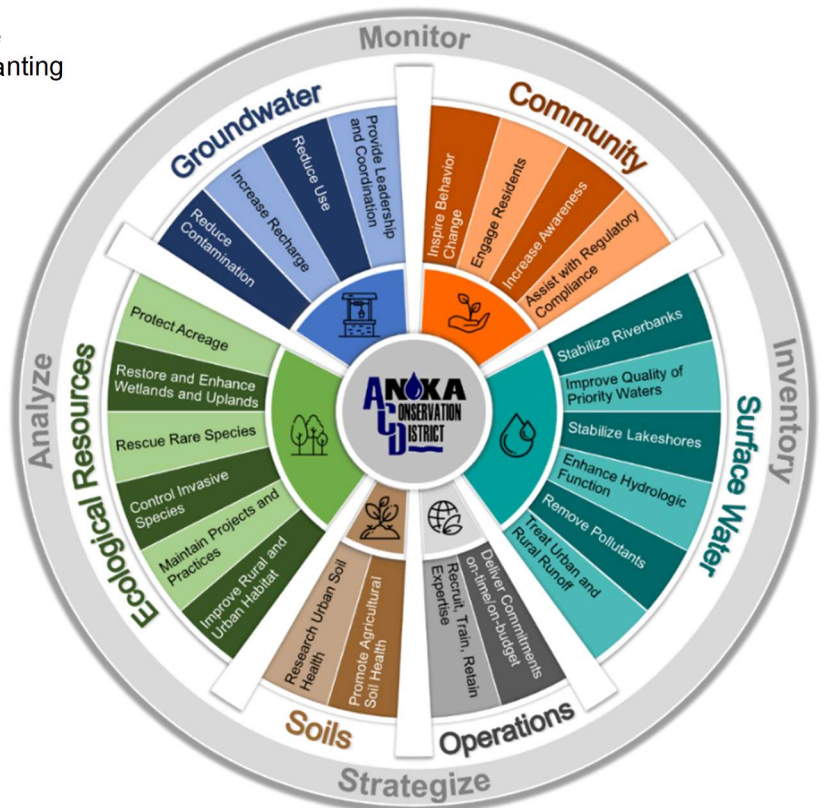 anting
Monitor
Groundwater
Reduce
Contamination
Increase Recharge
Reduce Use
Provide Leadership
and Coordination
Community
Inspire Behavior
Change
Engage Residents
Increase Awareness
Assist with Regulatory
Compliance
Inventory
Surface Water
Stabilize Riverbanks
Improve Quality of
Priority Waters
Stabilize Lakeshores
Enhance Hydrologic
Function
Remove Pollutants
Treat Urban and
Rural Runoff
Operations
Deliver Commitments
on-time/on-budget
Recruit, Train, Retain
Expertise
Strategize
Soils
Promote Agricultural
Soil Health
Research Urban Soil
Health
Ecological Resources
Improve Rural and
Urban Habitat
Maintain Projects and
Practices
Control Invasive
Species
Rescue Rare Species
Restore and Enhance
Wetlands and Uplands
Protect Acreage
Analyze
ANOKA
CONSERVATION
DISTRICT